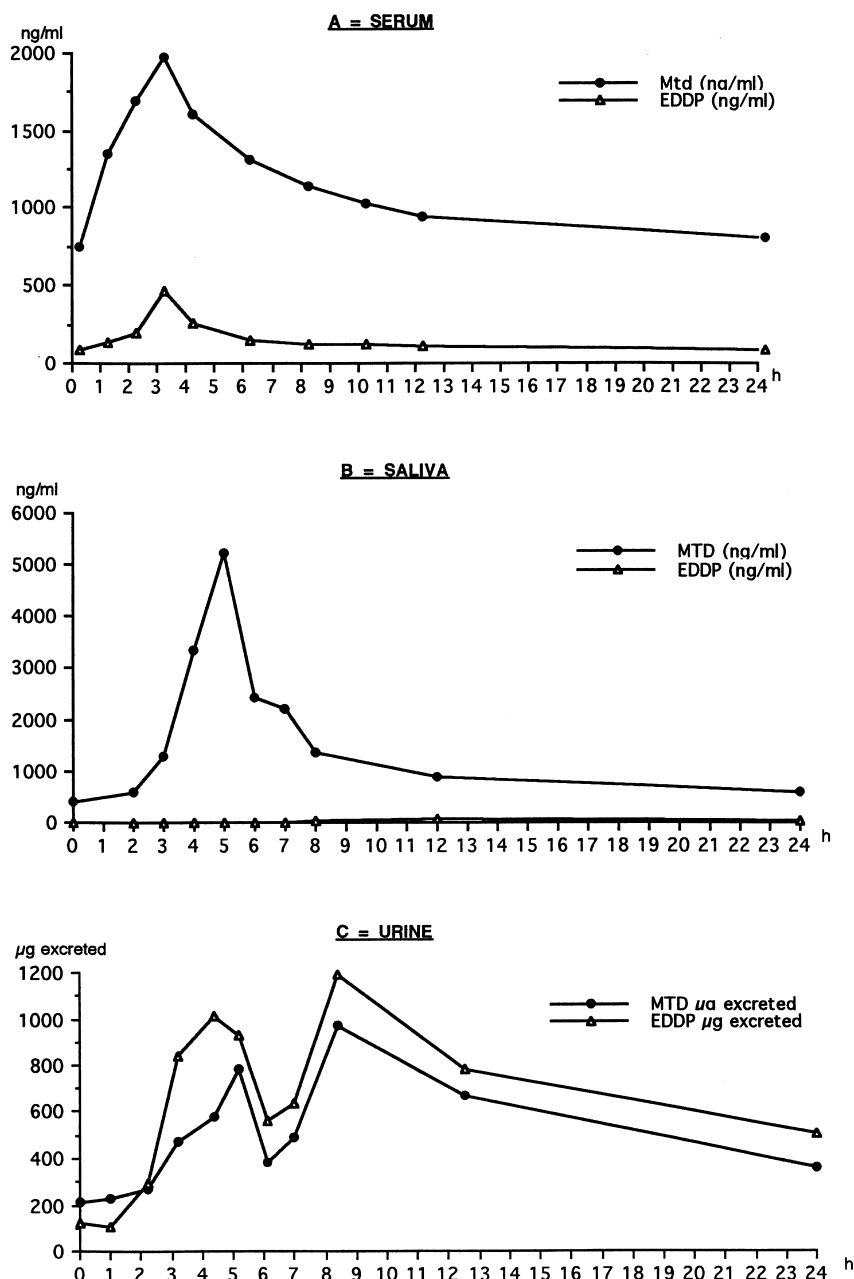 A = SERUM
ng/ml
2000
Mtd (na/ml)
EDDP (ng/ml)
1500
1000
500
0
0 1 2 3 4 5 6 7 8 9 10 11 12 13 14 15 16 17 18 19 20 21 22 23 24 h
B = SALIVA
ng/ml
6000
MTD (ng/ml)
EDDP (ng/ml)
5000
4000
3000
2000
1000
0
0 1 2 3 4 5 6 7 8 9 10 11 12 13 14 15 16 17 18 19 20 21 22 23 24 h
C = URINE
µg excreted
1200
MTD µa excreted
EDDP µg excreted
1000
800
600
400
200
0
0 1 2 3 4 5 6 7 8 9 10 11 12 13 14 15 16 17 18 19 20 21 22 23 24 h